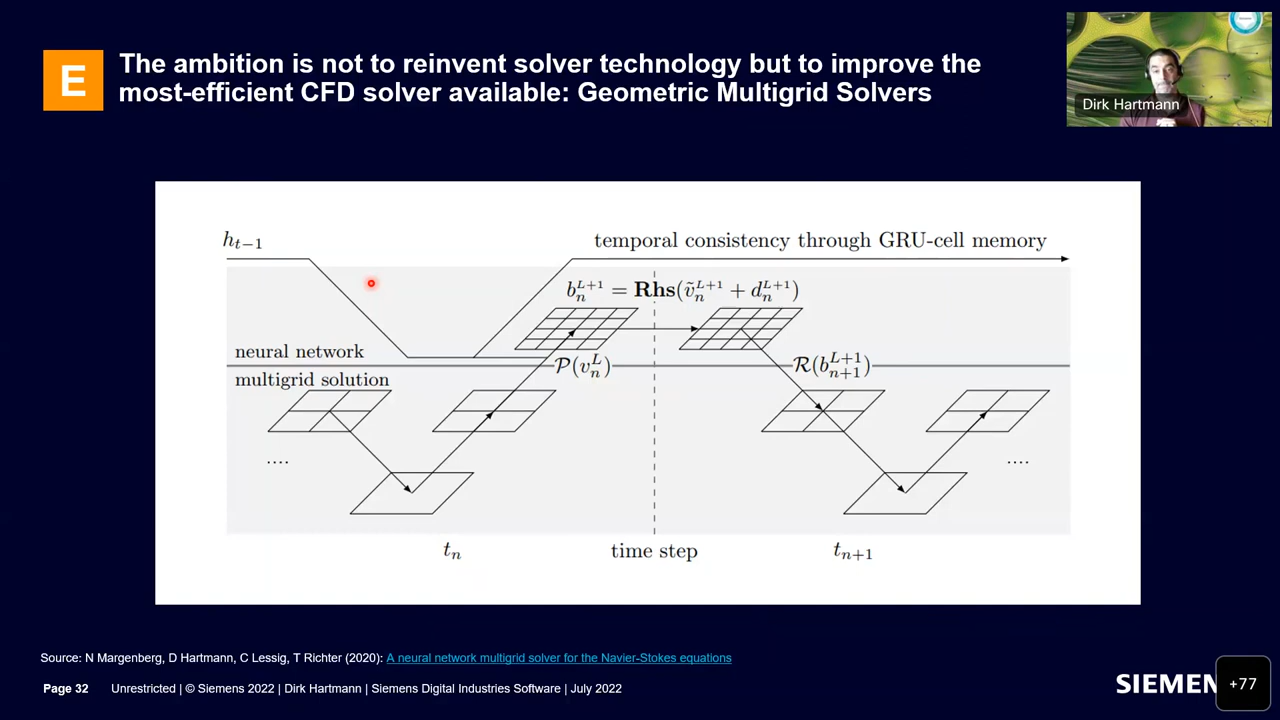 E
The ambition is not to reinvent solver technology but to improve the
most-efficient CFD solver available: Geometric Multigrid Solvers
Dirk Hartmann
h_{t-1}
temporal consistency through GRU-cell memory
b_n^{L+1} = Rhs(ṽ_n^{L+1} + d_n^{L+1})
neural network
P(v_n^L)
R(b_{n+1}^{L+1})
multigrid solution
....
....
t_n
time step
t_{n+1}
Source: N Margenberg, D Hartmann, C Lessig, T Richter (2020): A neural network multigrid solver for the Navier-Stokes equations
Page 32 Unrestricted | © Siemens 2022 | Dirk Hartmann | Siemens Digital Industries Software | July 2022
SIEMEN
+77